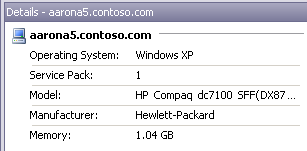 Details - aarona5.contoso.com
aarona5.contoso.com
Operating System: Windows XP
Service Pack: 1
Model: HP Compaq dc7100 SFF(DX87...
Manufacturer: Hewlett-Packard
Memory: 1.04 GB